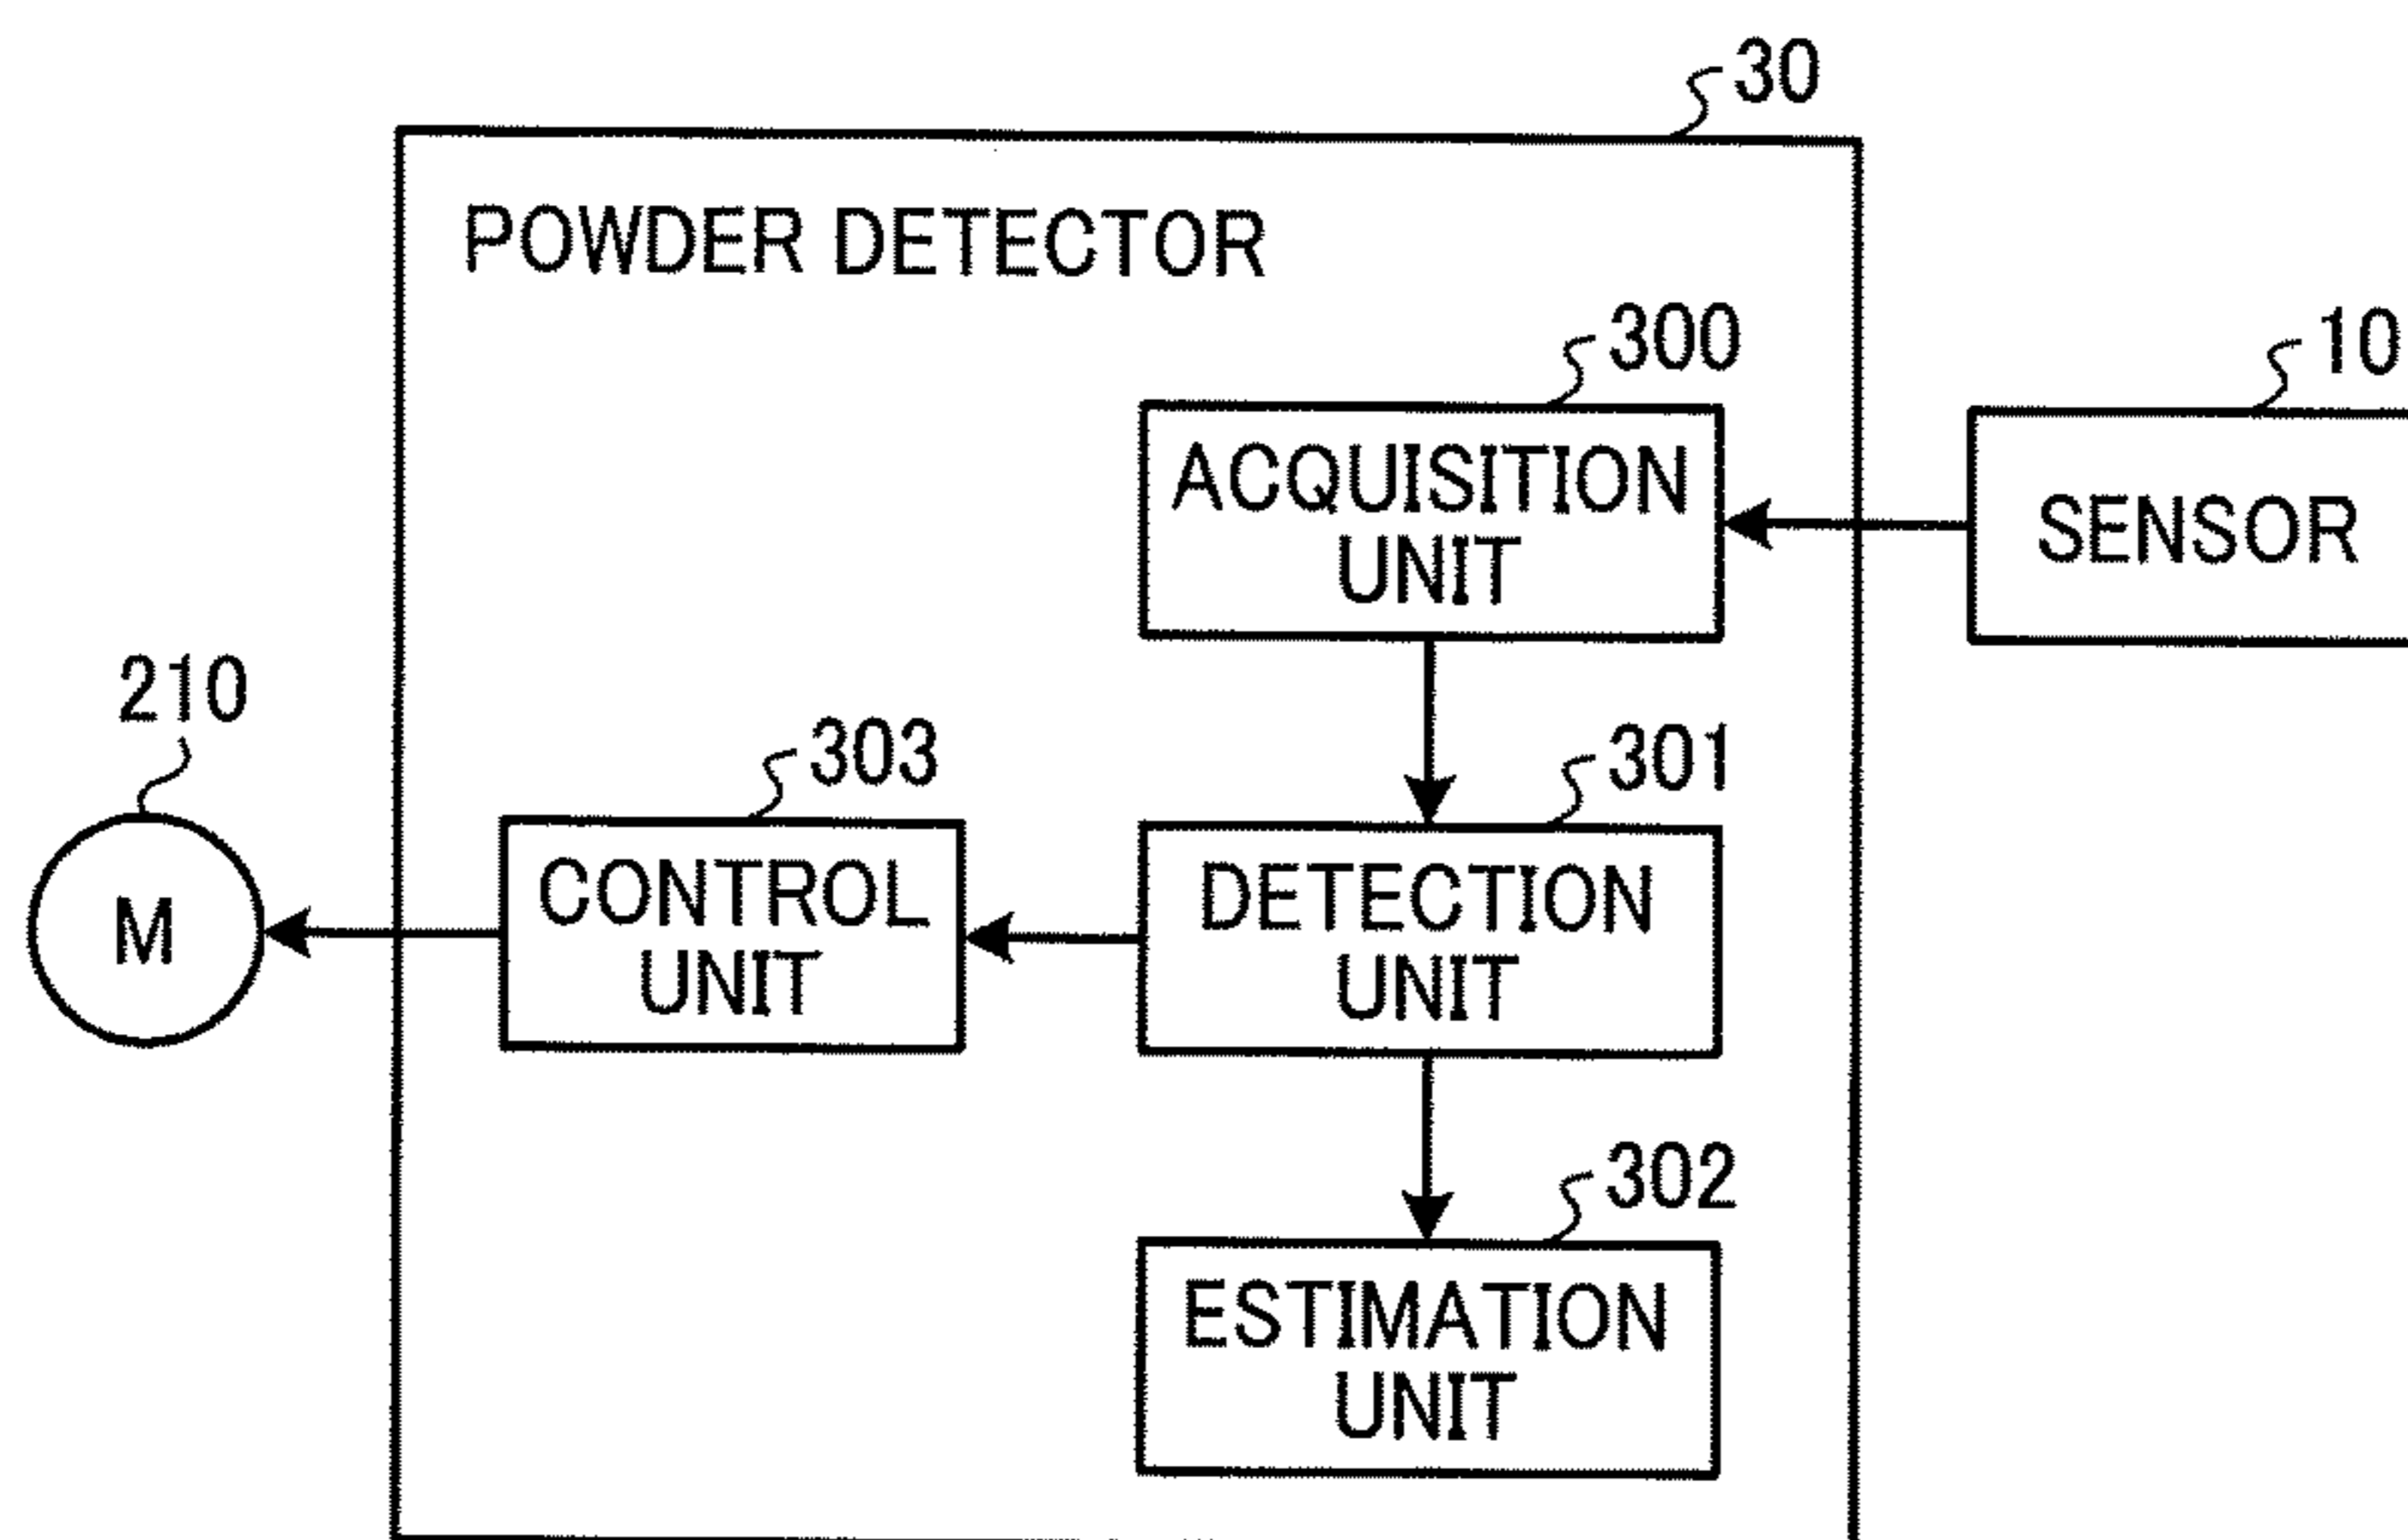 30
POWDER DETECTOR
300
10
ACQUISITION
UNIT
SENSOR
210
303
301
M
CONTROL
UNIT
DETECTION
UNIT
302
ESTIMATION
UNIT